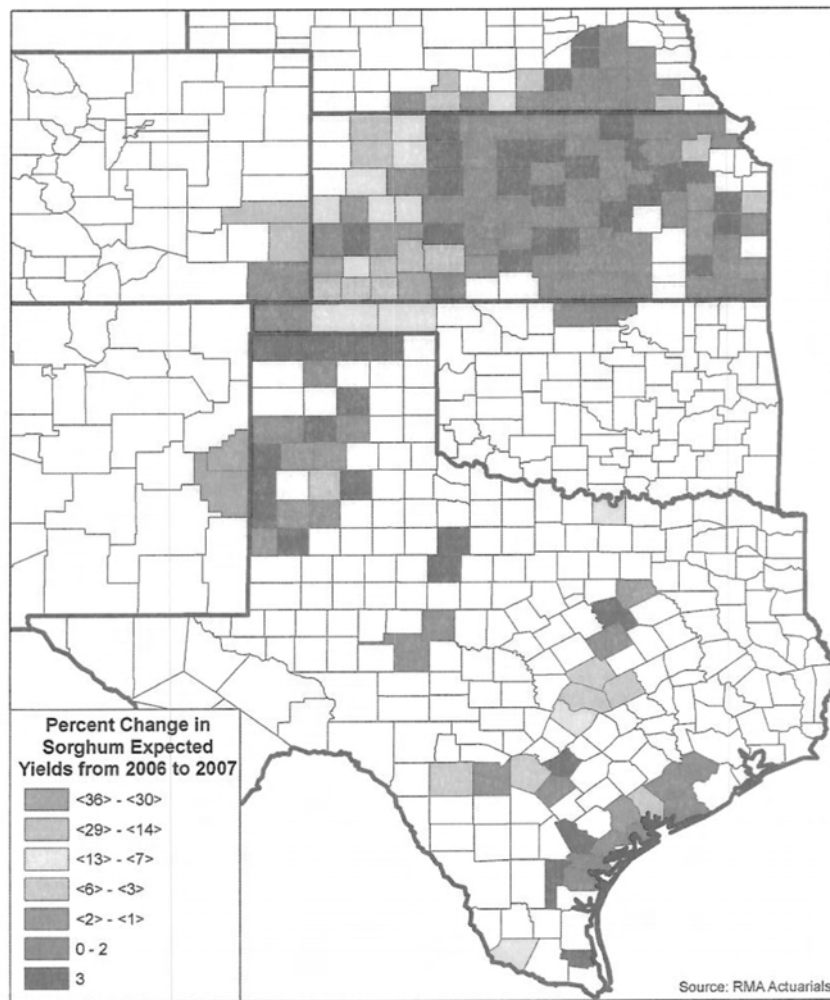 Percent Change in
Sorghum Expected
Yields from 2006 to 2007
<36> - <30>
<29> - <14>
<13> - <7>
<6> - <3>
<2> - <1>
0 - 2
3
Source: RMA Actuarials